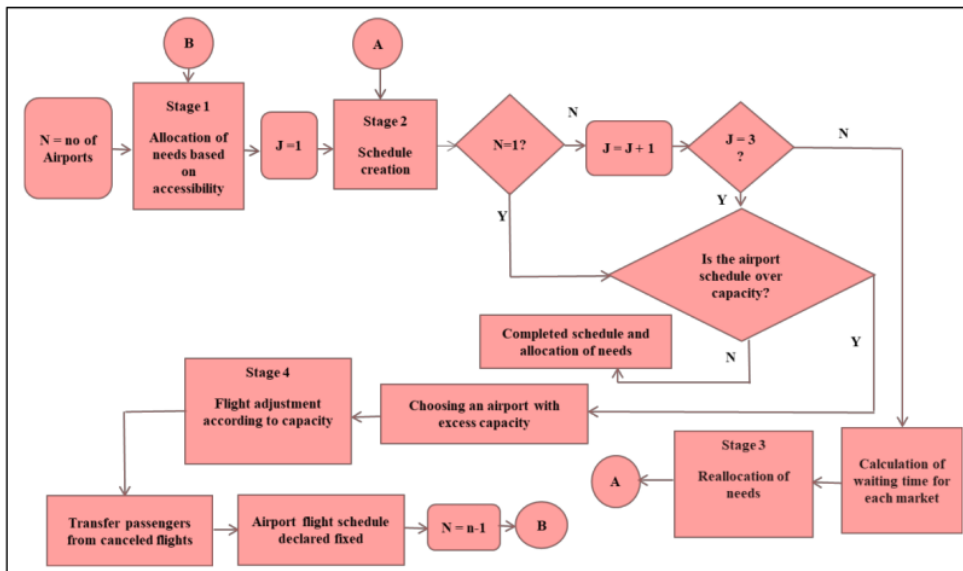 B
A
N = no of
Airports
Stage 1
Allocation of
needs based
on
accessibility
J =1
Stage 2
Schedule
creation
N=1?
N
J = J + 1
J = 3
?
N
Y
Y
Is the airport
schedule over
capacity?
Completed schedule and
allocation of needs
N
Y
Stage 4
Flight adjustment
according to capacity
Choosing an airport with
excess capacity
Stage 3
Reallocation of
needs
A
Calculation of
waiting time for
each market
Transfer passengers
from canceled flights
Airport flight schedule
declared fixed
N = n-1
B